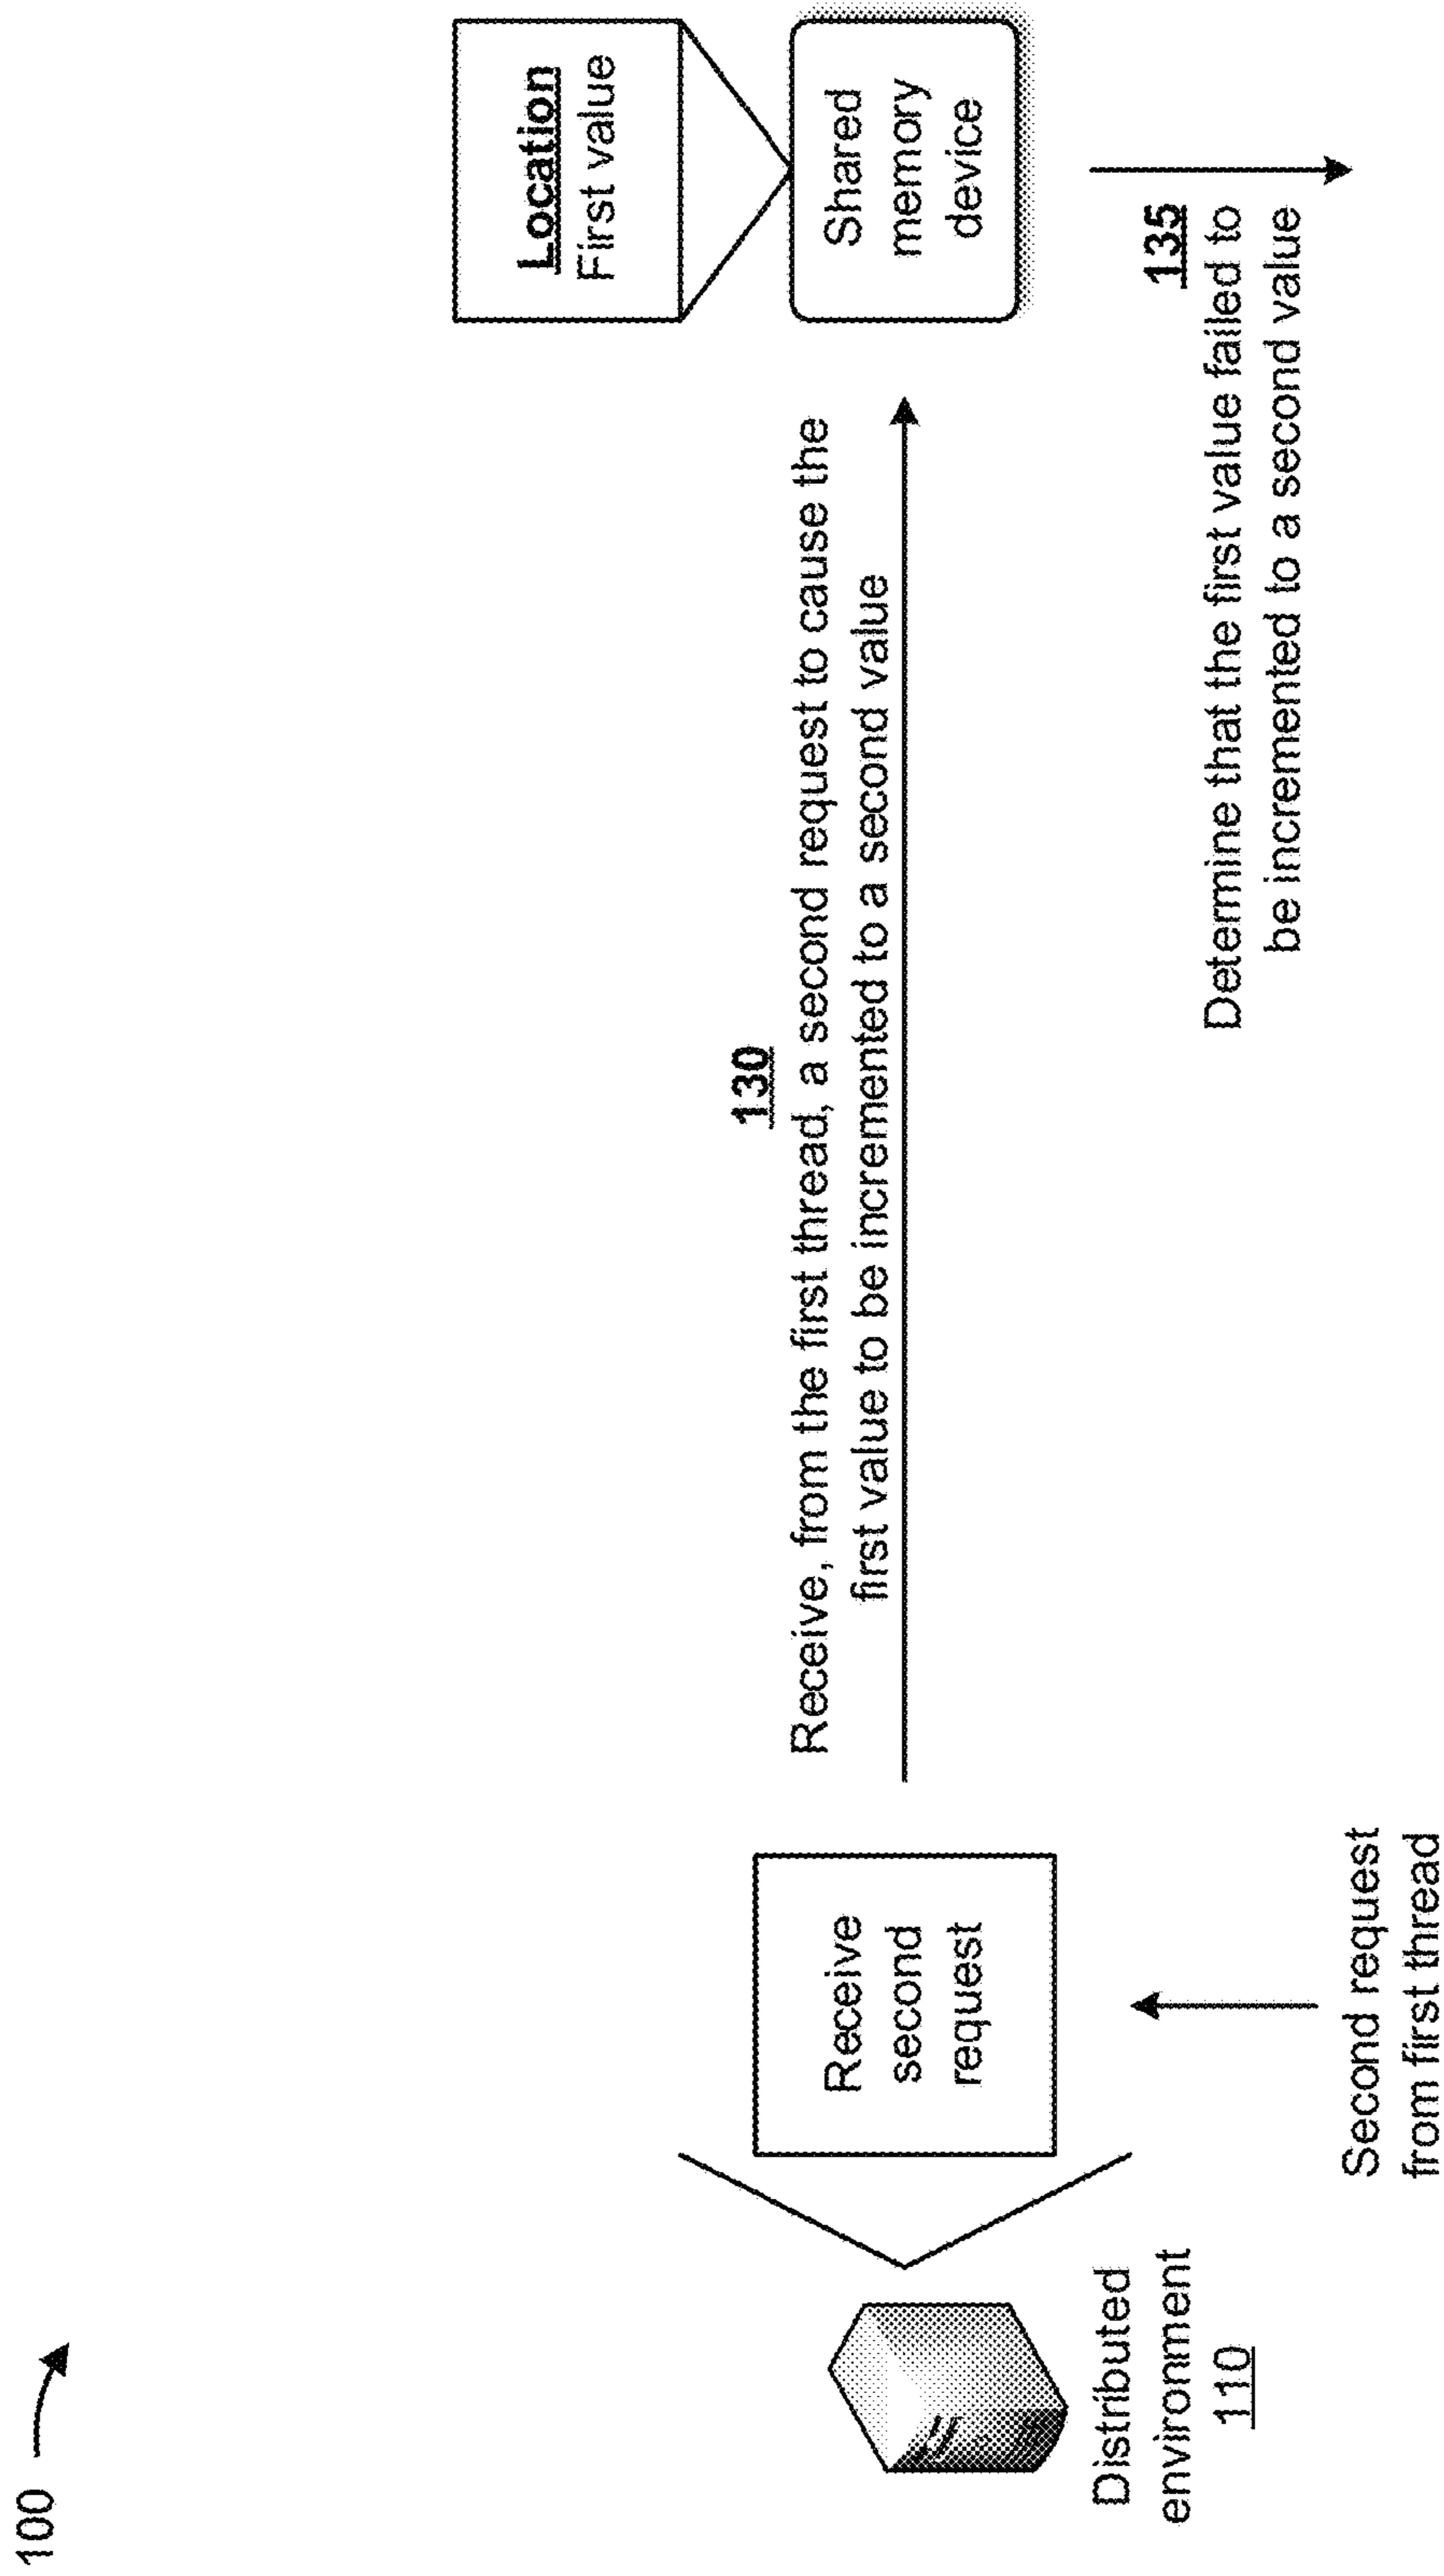 100
130
Receive, from the first thread, a second request to cause the
first value to be incremented to a second value
Location
First value
Shared
memory
device
Receive
second
request
Distributed
environment
110
Second request
from first thread
135
Determine that the first value failed to
be incremented to a second value